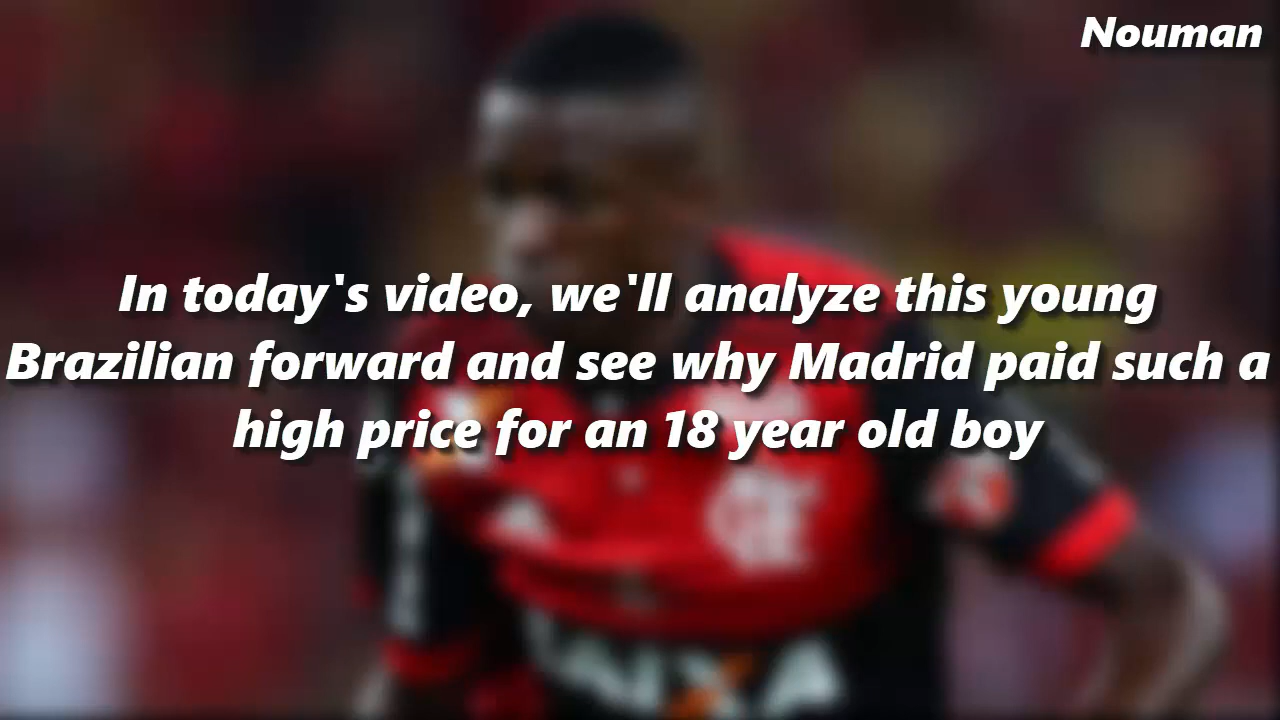 Nouman
In today's video, we'll analyze this young
Brazilian forward and see why Madrid paid such a
high price for an 18 year old boy